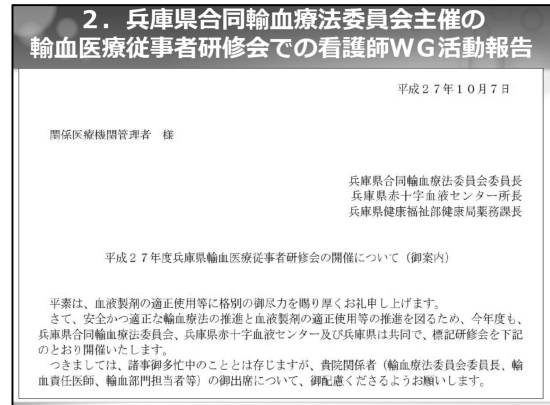 ２．兵庫県合同輸血療法委員会主催の
輸血医療従事者研修会での看護師ＷＧ活動報告
平成２７年１０月７日
関係医療機関管理者　様
兵庫県合同輸血療法委員会委員長
兵庫県赤十字血液センター所長
兵庫県健康福祉部健康局薬務課長
平成２７年度兵庫県輸血医療従事者研修会の開催について（御案内）
平素は、血液製剤の適正使用等に格別の御尽力を賜り厚くお礼申し上げます。
さて、安全かつ適正な輸血療法の推進と血液製剤の適正使用等の推進を図るため、今年度も、
兵庫県合同輸血療法委員会、兵庫県赤十字血液センター及び兵庫県は共同で、標記研修会を下記
のとおり開催いたします。
つきましては、諸事御多忙中のこととは存じますが、貴院関係者（輸血療法委員会委員長、輸
血責任医師、輸血部門担当者等）の御出席について、御配慮くださるようお願いします。